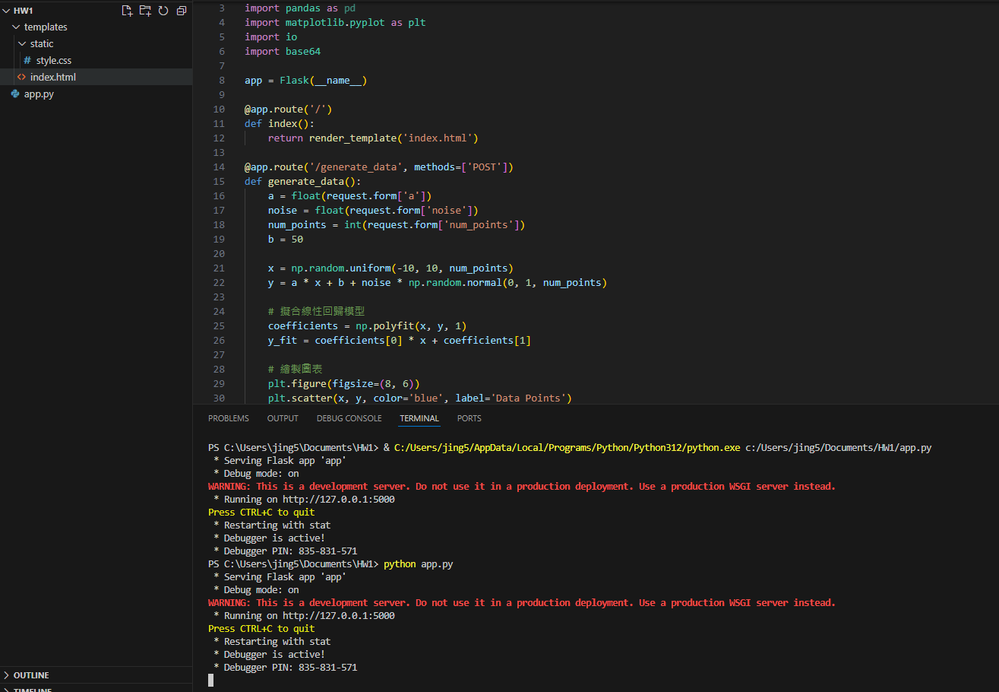 HW1
templates
static
# style.css
<> index.html
app.py
OUTLINE
TIMELINE
3 import pandas as pd
4 import matplotlib.pyplot as plt
5 import io
6 import base64
7
8 app = Flask(__name__)
9
10 @app.route('/')
11 def index():
12     return render_template('index.html')
13
14 @app.route('/generate_data', methods=['POST'])
15 def generate_data():
16     a = float(request.form['a'])
17     noise = float(request.form['noise'])
18     num_points = int(request.form['num_points'])
19     b = 50
20
21     x = np.random.uniform(-10, 10, num_points)
22     y = a * x + b + noise * np.random.normal(0, 1, num_points)
23
24     # 擬合線性回歸模型
25     coefficients = np.polyfit(x, y, 1)
26     y_fit = coefficients[0] * x + coefficients[1]
27
28     # 繪製圖表
29     plt.figure(figsize=(8, 6))
30     plt.scatter(x, y, color='blue', label='Data Points')
PROBLEMS OUTPUT DEBUG CONSOLE TERMINAL PORTS
PS C:\Users\jing5\Documents\HW1> & C:/Users/jing5/AppData/Local/Programs/Python/Python312/python.exe c:/Users/jing5/Documents/HW1/app.py
 * Serving Flask app 'app'
 * Debug mode: on
WARNING: This is a development server. Do not use it in a production deployment. Use a production WSGI server instead.
 * Running on http://127.0.0.1:5000
Press CTRL+C to quit
 * Restarting with stat
 * Debugger is active!
 * Debugger PIN: 835-831-571
PS C:\Users\jing5\Documents\HW1> python app.py
 * Serving Flask app 'app'
 * Debug mode: on
WARNING: This is a development server. Do not use it in a production deployment. Use a production WSGI server instead.
 * Running on http://127.0.0.1:5000
Press CTRL+C to quit
 * Restarting with stat
 * Debugger is active!
 * Debugger PIN: 835-831-571